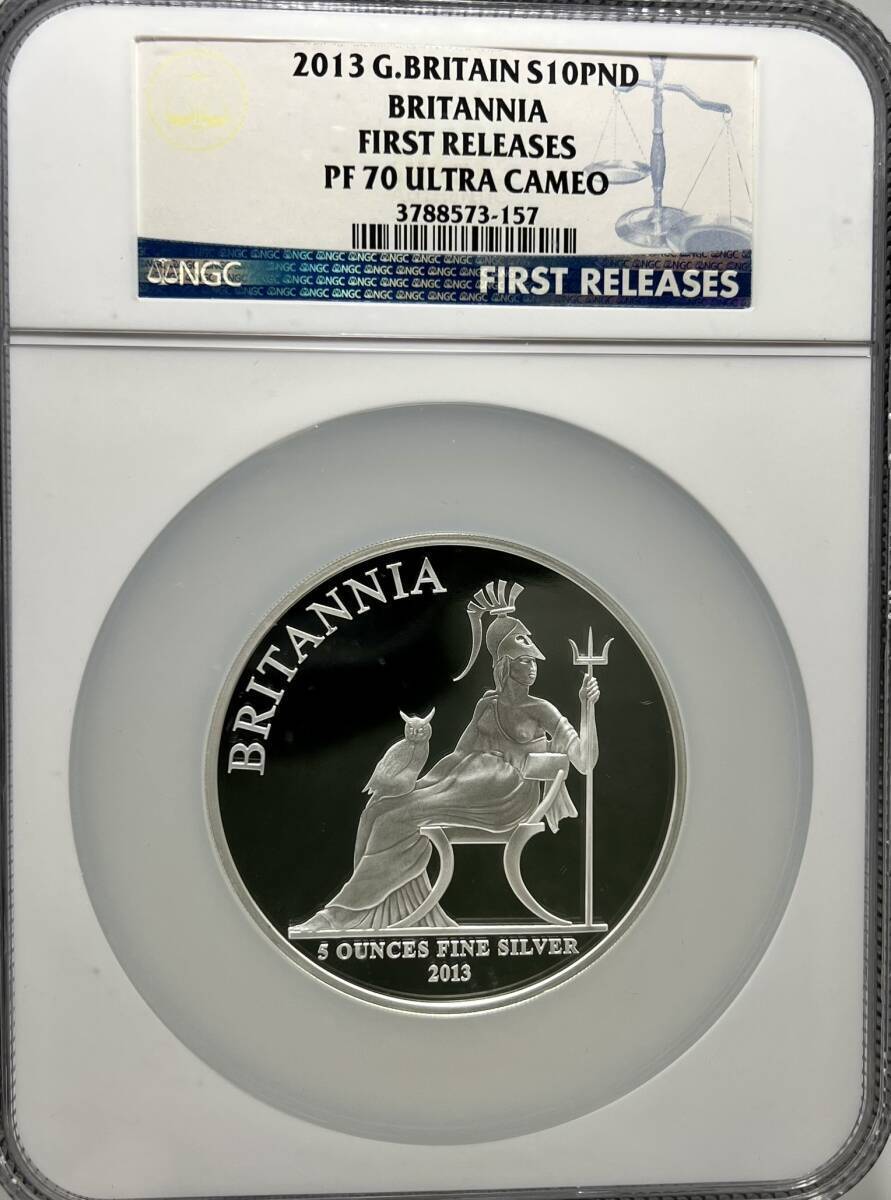 2013 G.BRITAIN S10PND
BRITANNIA
FIRST RELEASES
PF 70 ULTRA CAMEO
3788573-157
NGC
FIRST RELEASES
BRITANNIA
5 OUNCES FINE SILVER
2013